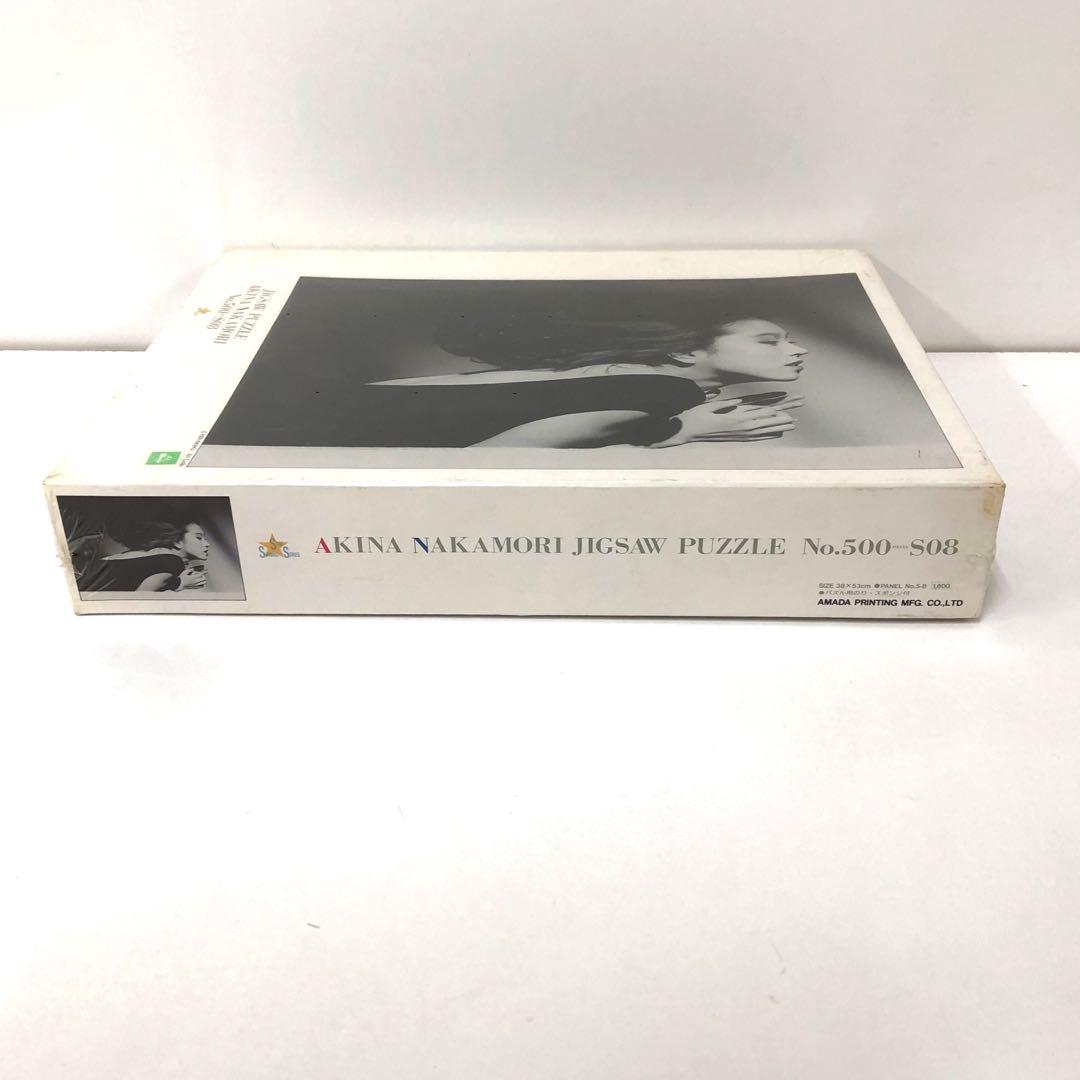 JIGSAW PUZZLE
AKINA NAKAMORI
No.500-S08
AKINA NAKAMORI JIGSAW PUZZLE No.500 PIECES S08
SIZE 38×53cm ●PANEL No.5-B 1,600
●パズル用のり・スポンジ付
AMADA PRINTING MFG. CO.,LTD